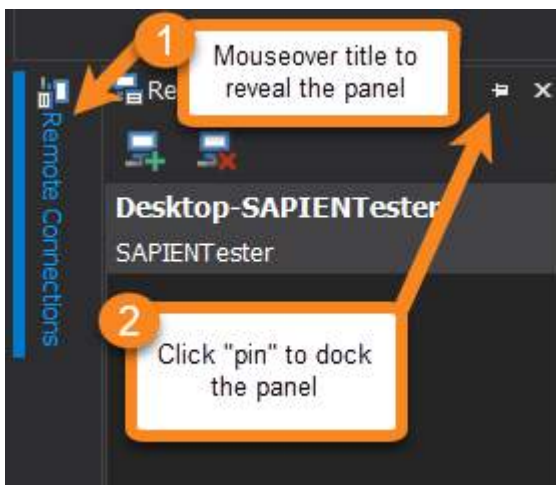 1
Mouseover title to
reveal the panel
Remote Connections
Re
Desktop-SAPIENTester
SAPIENTester
2
Click "pin" to dock
the panel